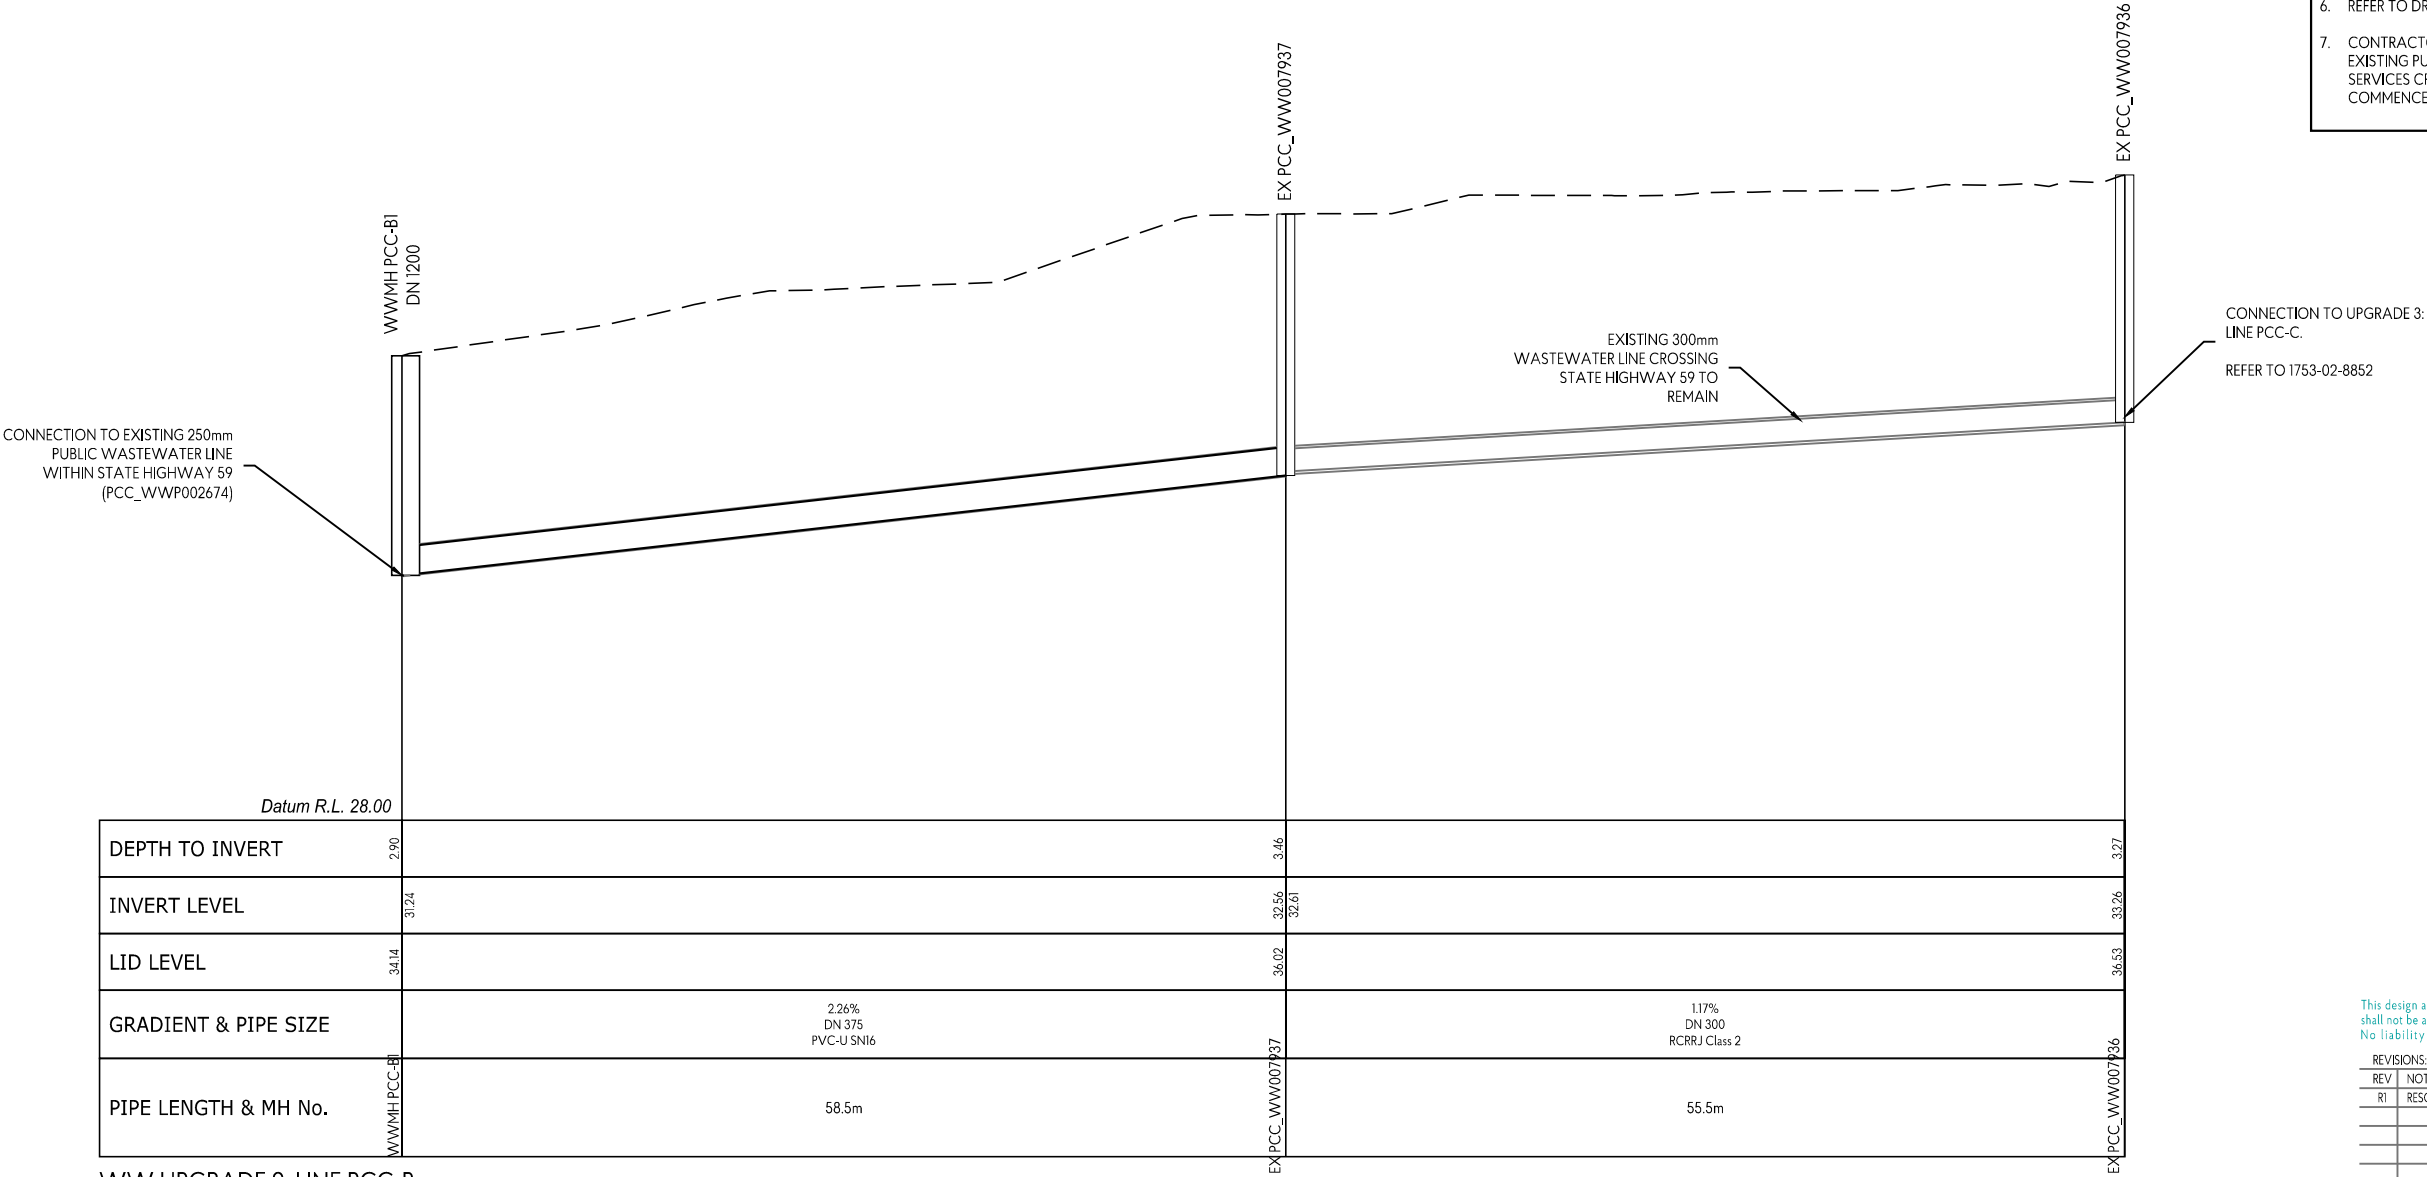 6. REFER TO DR
7. CONTRACTO
EXISTING PU
SERVICES CR
COMMENCE
EX PCC_WW007936
EX PCC_WW007937
WWMH PCC-B1
DN 1200
CONNECTION TO UPGRADE 3:
LINE PCC-C.
REFER TO 1753-02-8852
EXISTING 300mm
WASTEWATER LINE CROSSING
STATE HIGHWAY 59 TO
REMAIN
CONNECTION TO EXISTING 250mm
PUBLIC WASTEWATER LINE
WITHIN STATE HIGHWAY 59
(PCC_WWP002674)
Datum R.L. 28.00
DEPTH TO INVERT 2.90 3.46 3.27
INVERT LEVEL 31.24 32.56 32.61 33.26
LID LEVEL 34.14 36.02 36.53
GRADIENT & PIPE SIZE
2.26%
DN 375
PVC-U SN16
1.17%
DN 300
RCRRJ Class 2
PIPE LENGTH & MH No.
WWMH PCC-B1
58.5m
EX PCC_WW007937
55.5m
EX PCC_WW007936
This design a
shall not be a
No liability
REVISIONS:
REV NOT
R1 RESO